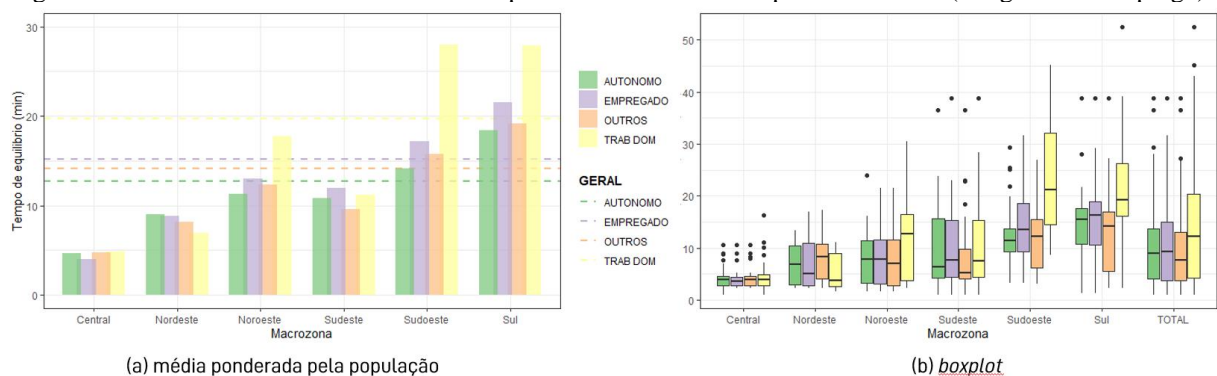 30
20
10
0
Tempo de equilíbrio (min)
Central
Nordeste
Noroeste
Sudeste
Sudoeste
Sul
Macrozona
AUTONOMO
EMPREGADO
OUTROS
TRAB DOM
GERAL
AUTONOMO
EMPREGADO
OUTROS
TRAB DOM
(a) média ponderada pela população
50
40
30
20
10
0
Central
Nordeste
Noroeste
Sudeste
Sudoeste
Sul
TOTAL
Macrozona
(b) boxplot